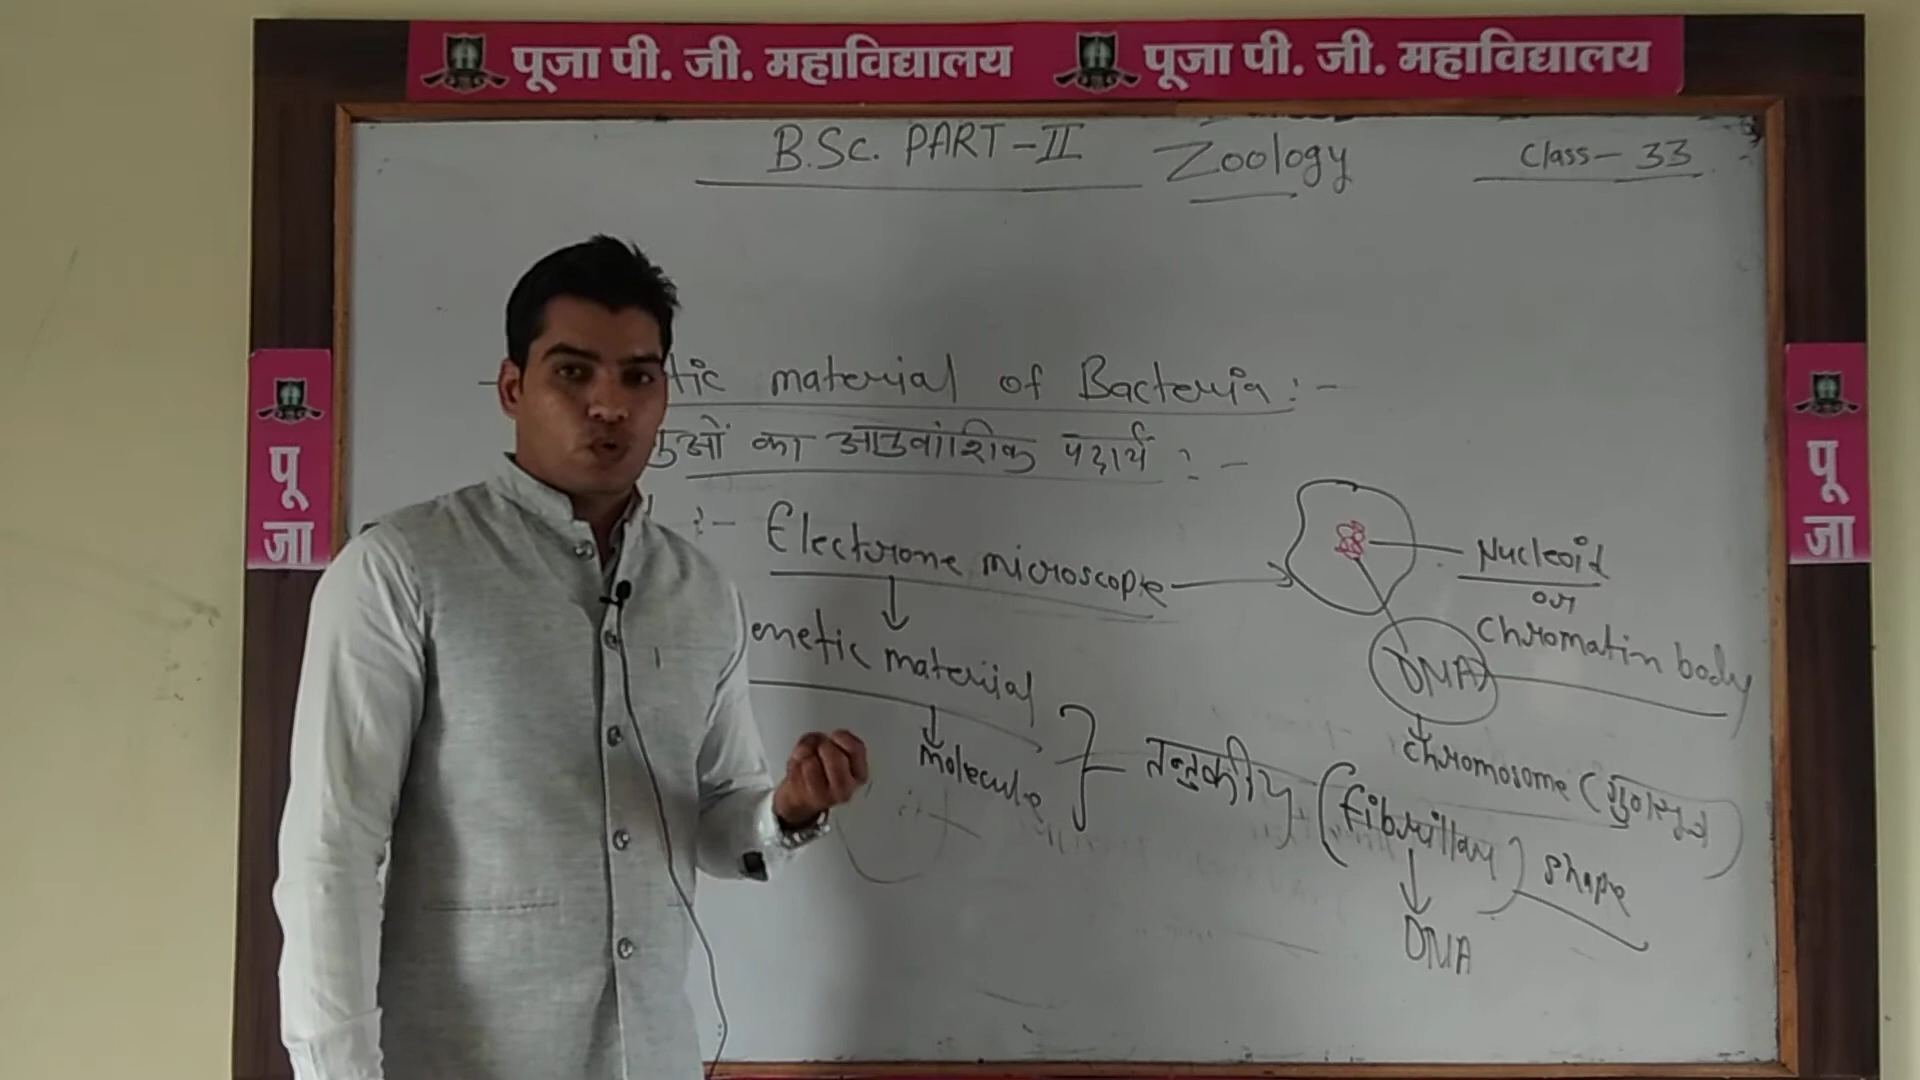 पूजा पी. जी. महाविद्यालय पूजा पी. जी. महाविद्यालय
B.Sc. PART-II Zoology Class-33
tic material of Bacteria:-
ुओं का आनुवांशिक पदार्थ :-
:- Electrone microscope
Nucleoid
or
Chromatin body
enetic material
DNA
molecule
Chromosome (गुणसूत्र)
तन्तुकीय (fibrillary) shape
DNA
पू
जा
पू
जा